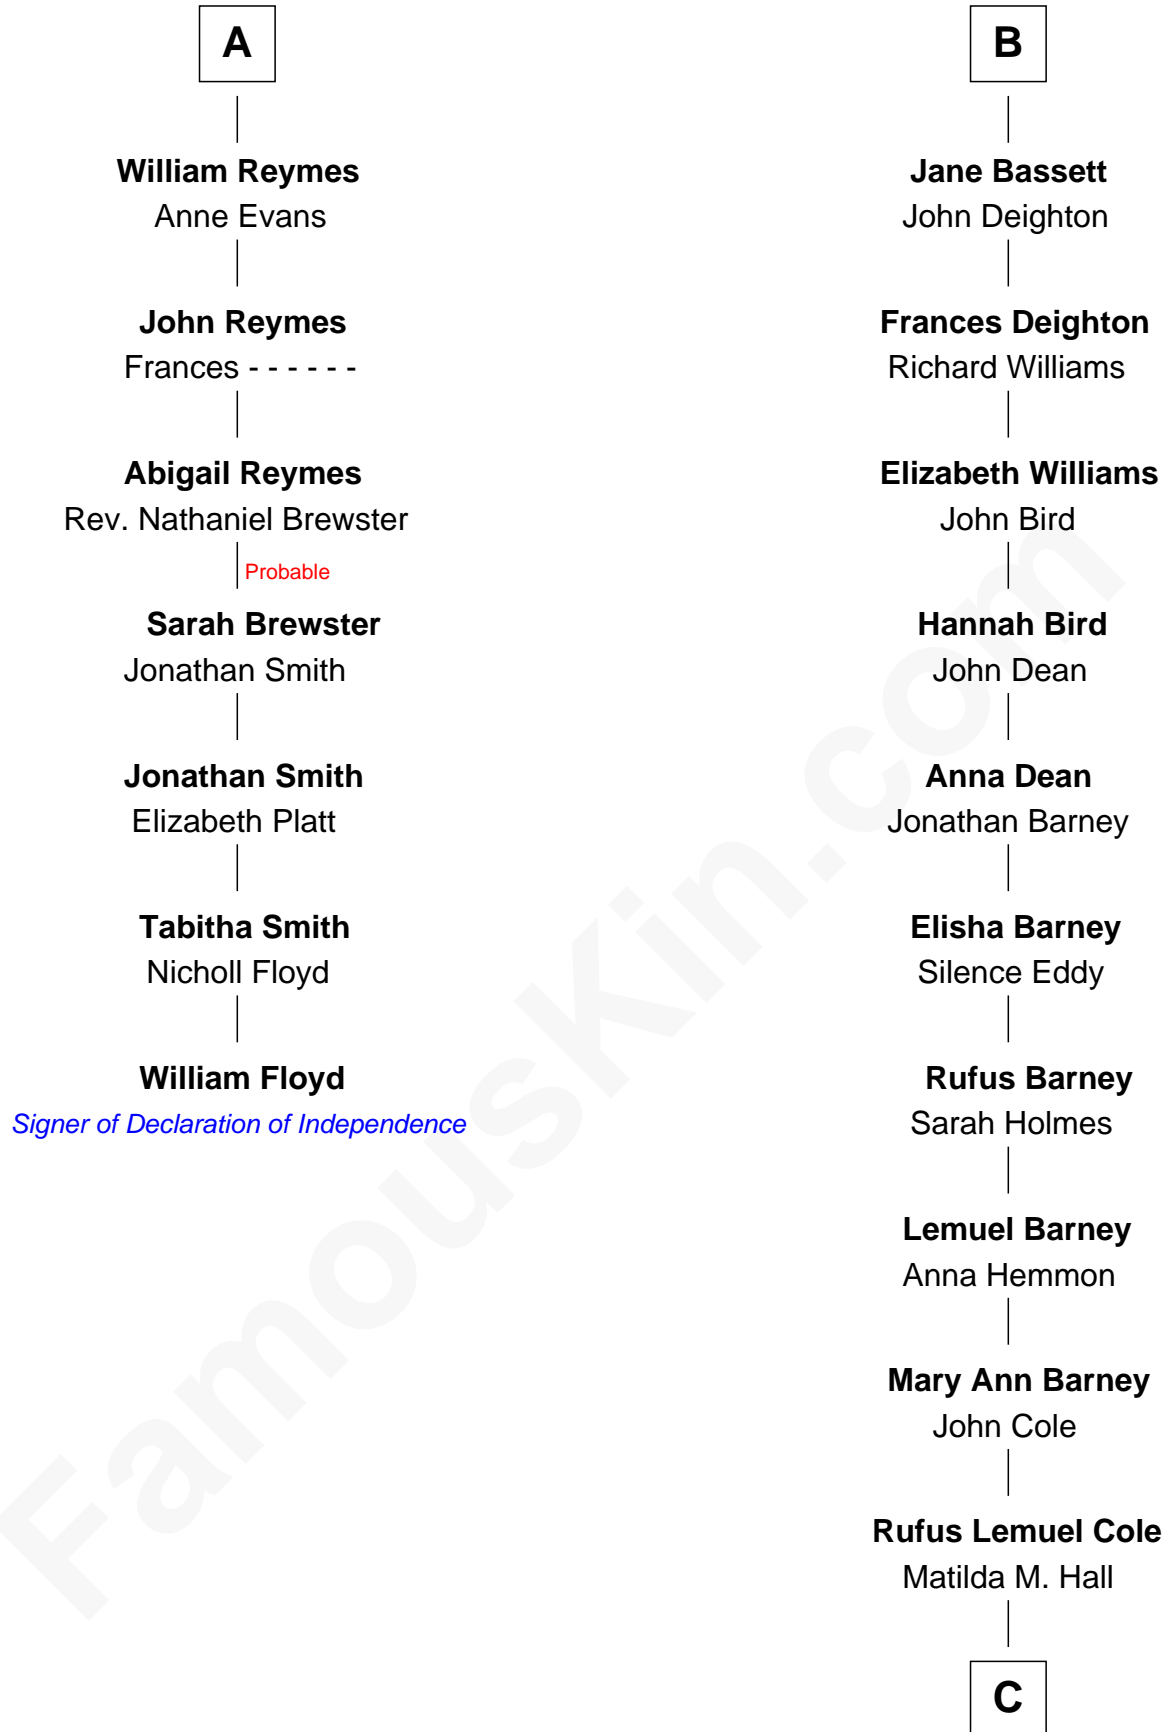 A
William Reymes
Anne Evans
John Reymes
Frances - - - - - -
Abigail Reymes
Rev. Nathaniel Brewster
Probable
Sarah Brewster
Jonathan Smith
Jonathan Smith
Elizabeth Platt
Tabitha Smith
Nicholl Floyd
William Floyd
Signer of Declaration of Independence
B
Jane Bassett
John Deighton
Frances Deighton
Richard Williams
Elizabeth Williams
John Bird
Hannah Bird
John Dean
Anna Dean
Jonathan Barney
Elisha Barney
Silence Eddy
Rufus Barney
Sarah Holmes
Lemuel Barney
Anna Hemmon
Mary Ann Barney
John Cole
Rufus Lemuel Cole
Matilda M. Hall
C
FamousKin.com